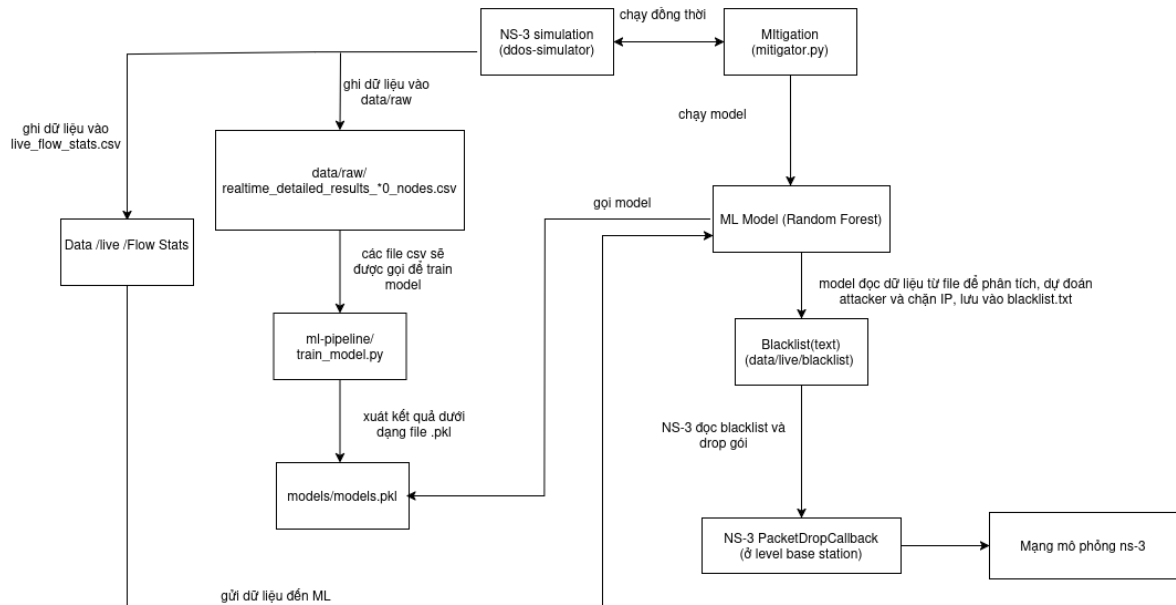 chạy đồng thời
NS-3 simulation
(ddos-simulator)
MItigation
(mitigator.py)
ghi dữ liệu vào
data/raw
ghi dữ liệu vào
live_flow_stats.csv
chạy model
data/raw/
realtime_detailed_results_*0_nodes.csv
gọi model
ML Model (Random Forest)
Data /live /Flow Stats
các file csv sẽ
được gọi để train
model
model đọc dữ liệu từ file để phân tích, dự đoán
attacker và chặn IP, lưu vào blacklist.txt
ml-pipeline/
train_model.py
Blacklist(text)
(data/live/blacklist)
xuát kết quả dưới
dạng file .pkl
NS-3 đọc blacklist và
drop gói
models/models.pkl
NS-3 PacketDropCallback
(ở level base station)
Mạng mô phỏng ns-3
gửi dữ liệu đến ML